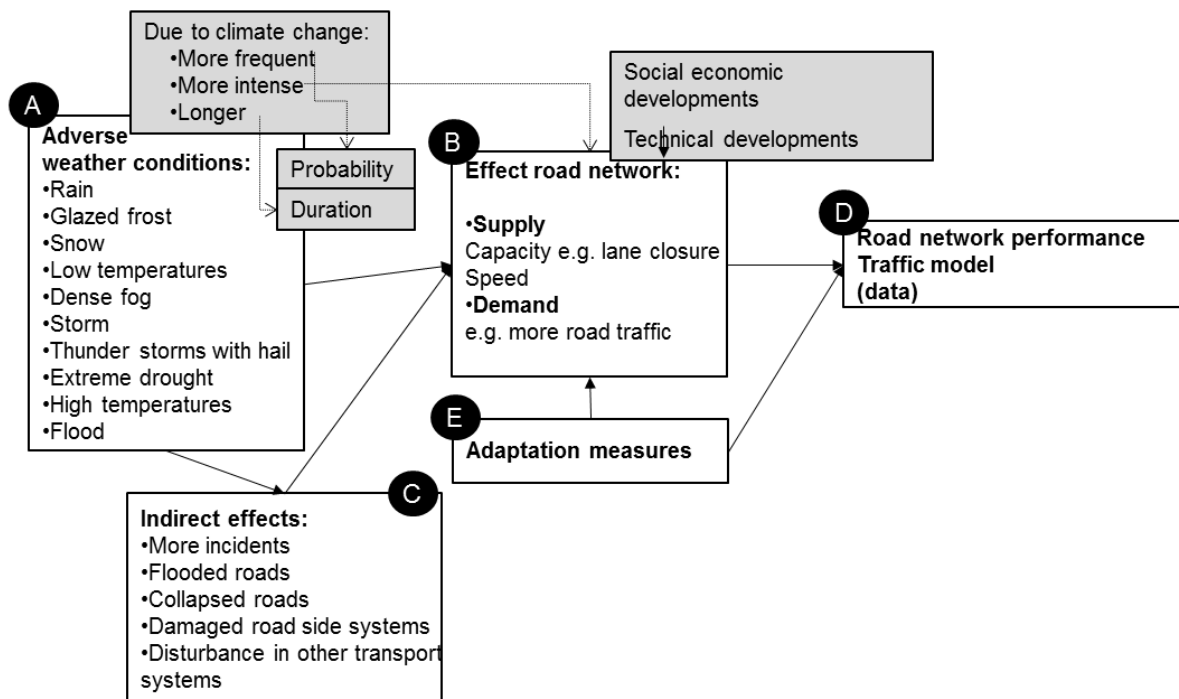 Due to climate change:
•More frequent
•More intense
•Longer
Probability
Duration
Social economic
developments
Technical developments
A
Adverse
weather conditions:
•Rain
•Glazed frost
•Snow
•Low temperatures
•Dense fog
•Storm
•Thunder storms with hail
•Extreme drought
•High temperatures
•Flood
B
Effect road network:
•Supply
Capacity e.g. lane closure
Speed
•Demand
e.g. more road traffic
D
Road network performance
Traffic model
(data)
E
Adaptation measures
C
Indirect effects:
•More incidents
•Flooded roads
•Collapsed roads
•Damaged road side systems
•Disturbance in other transport
systems